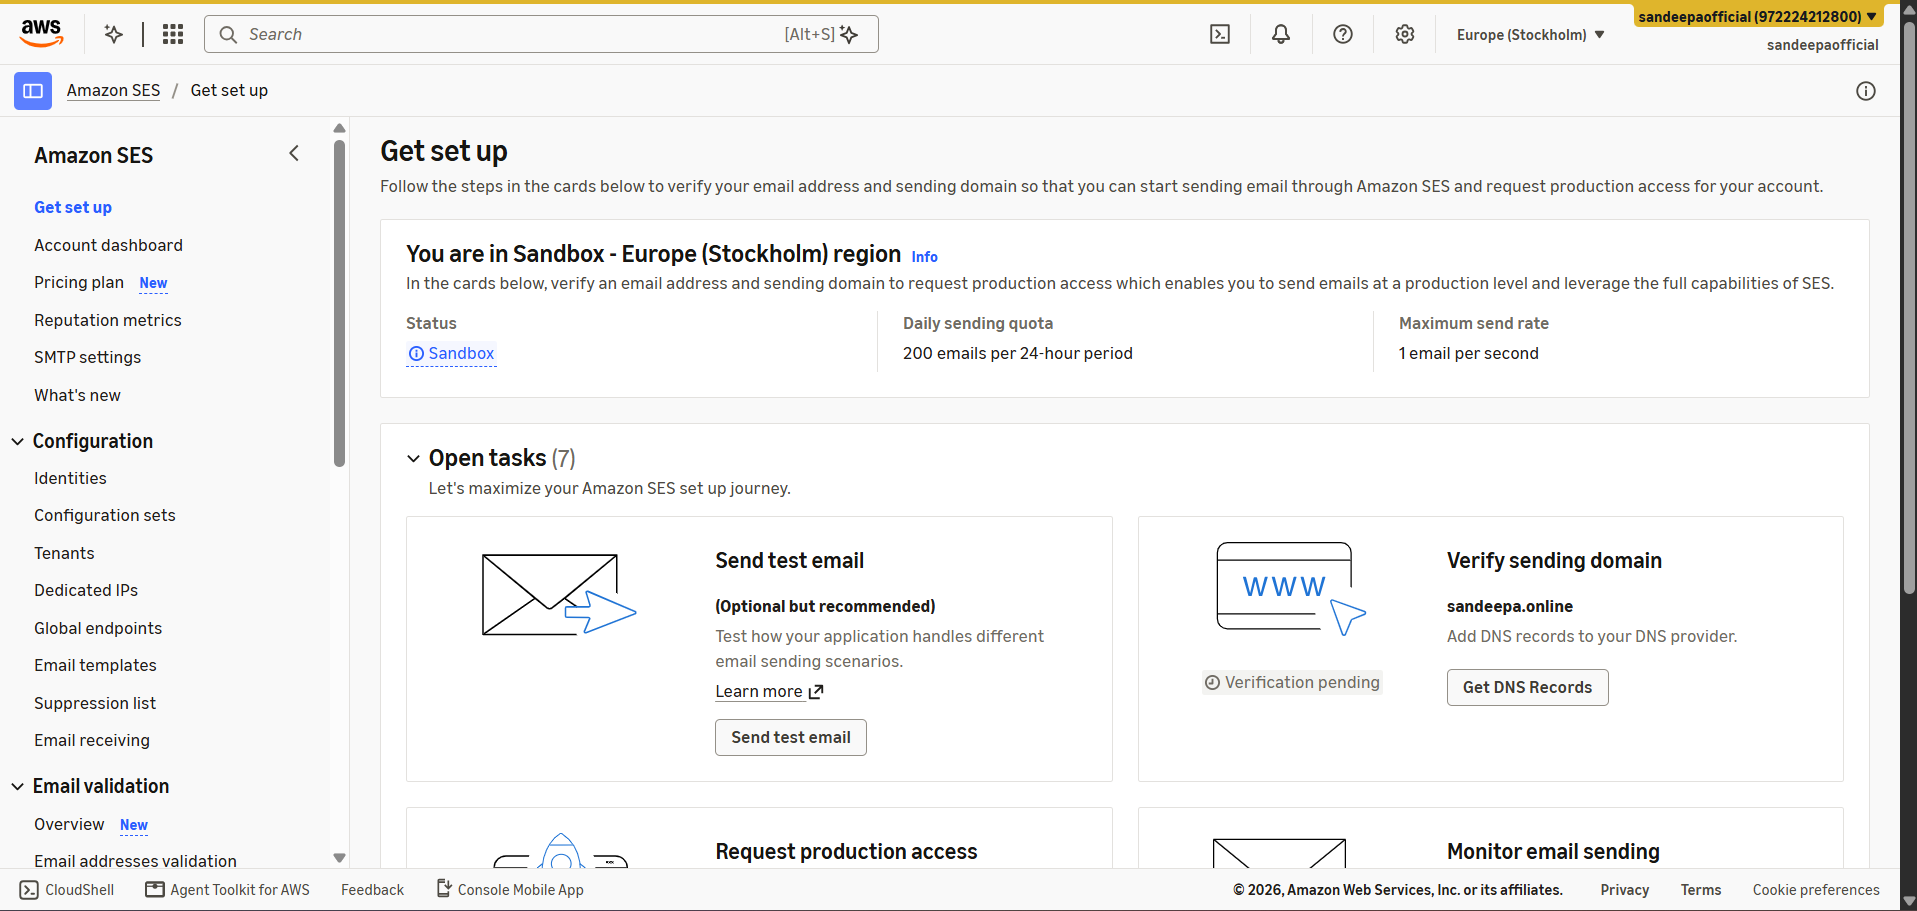 aws
Search
[Alt+S]
Europe (Stockholm)
sandeepaofficial (972224212800)
sandeepaofficial
Amazon SES / Get set up
Amazon SES
Get set up
Account dashboard
Pricing plan New
Reputation metrics
SMTP settings
What's new
Configuration
Identities
Configuration sets
Tenants
Dedicated IPs
Global endpoints
Email templates
Suppression list
Email receiving
Email validation
Overview New
Email addresses validation
Get set up
Follow the steps in the cards below to verify your email address and sending domain so that you can start sending email through Amazon SES and request production access for your account.
You are in Sandbox - Europe (Stockholm) region Info
In the cards below, verify an email address and sending domain to request production access which enables you to send emails at a production level and leverage the full capabilities of SES.
Status
Sandbox
Daily sending quota
200 emails per 24-hour period
Maximum send rate
1 email per second
Open tasks (7)
Let's maximize your Amazon SES set up journey.
Send test email
(Optional but recommended)
Test how your application handles different
email sending scenarios.
Learn more
Send test email
WWW
Verification pending
Verify sending domain
sandeepa.online
Add DNS records to your DNS provider.
Get DNS Records
Request production access
Monitor email sending
CloudShell
Agent Toolkit for AWS
Feedback
Console Mobile App
© 2026, Amazon Web Services, Inc. or its affiliates.
Privacy
Terms
Cookie preferences